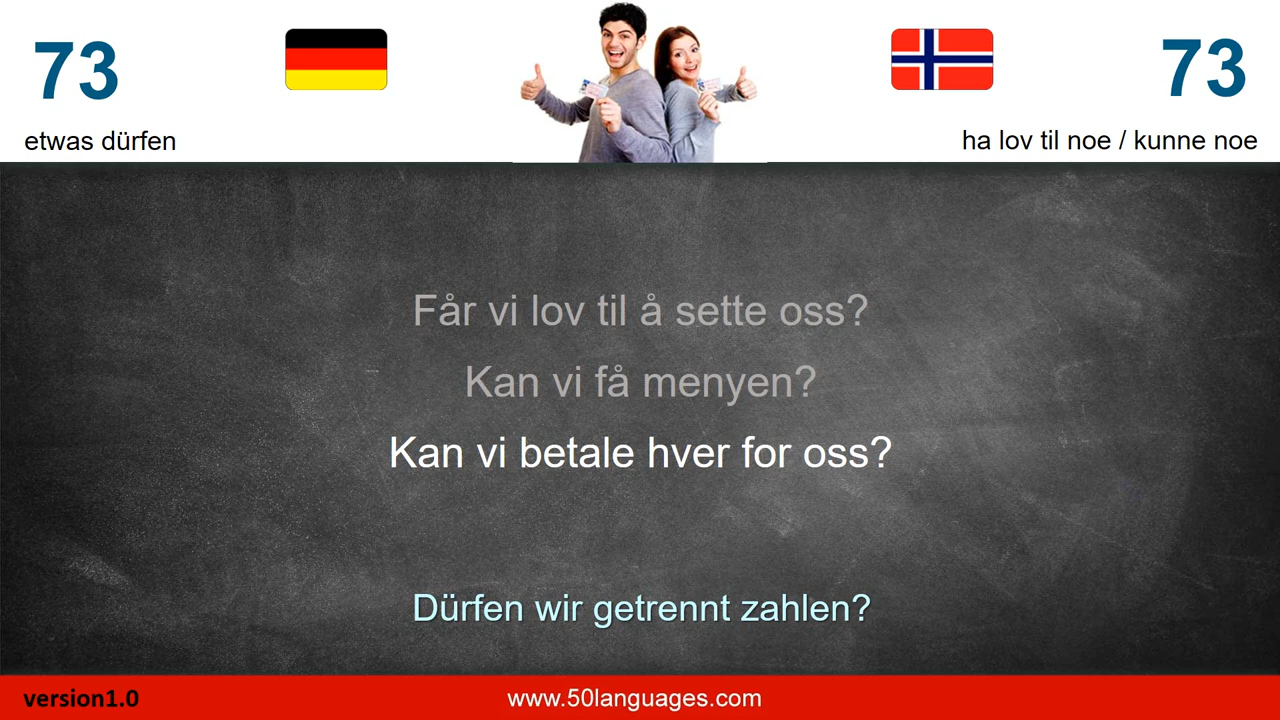 73
73
etwas dürfen
ha lov til noe / kunne noe
Får vi lov til å sette oss?
Kan vi få menyen?
Kan vi betale hver for oss?
Dürfen wir getrennt zahlen?
version1.0
www.50languages.com